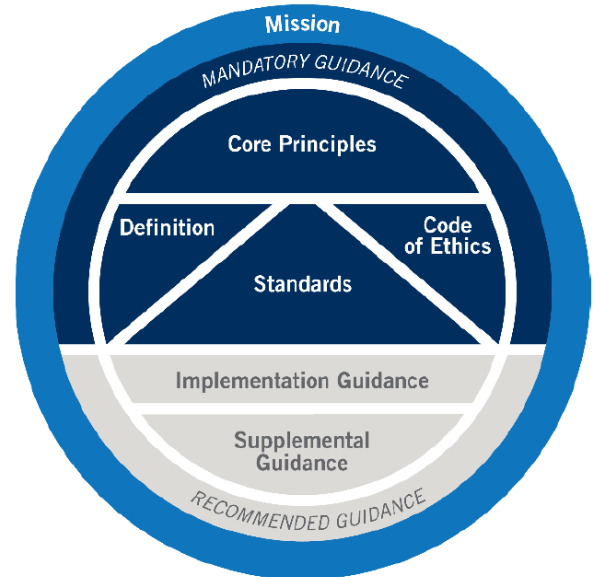 Mission
MANDATORY GUIDANCE
Core Principles
Definition
Code
of Ethics
Standards
Implementation Guidance
Supplemental
Guidance
RECOMMENDED GUIDANCE